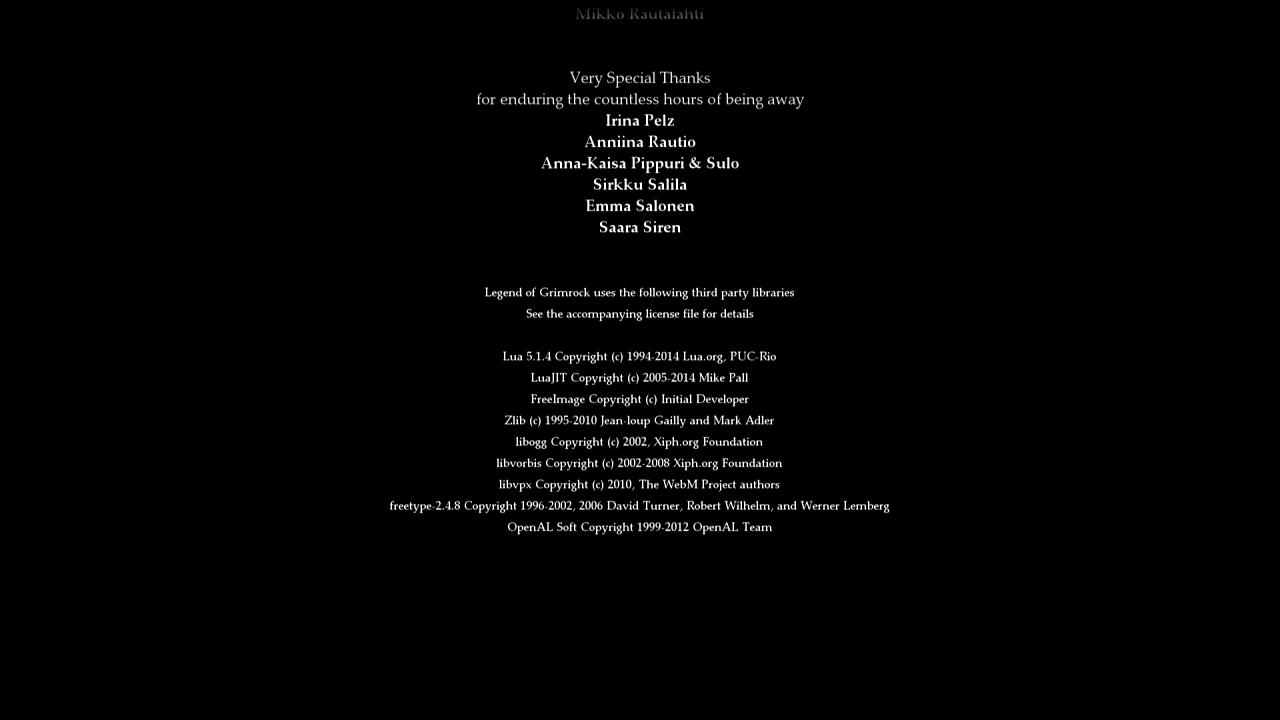 Mikko Rautalahti
Very Special Thanks
for enduring the countless hours of being away
Irina Pelz
Anniina Rautio
Anna-Kaisa Pippuri & Sulo
Sirkku Salila
Emma Salonen
Saara Siren
Legend of Grimrock uses the following third party libraries
See the accompanying license file for details
Lua 5.1.4 Copyright (c) 1994-2014 Lua.org, PUC-Rio
LuaJIT Copyright (c) 2005-2014 Mike Pall
FreeImage Copyright (c) Initial Developer
Zlib (c) 1995-2010 Jean-loup Gailly and Mark Adler
libogg Copyright (c) 2002, Xiph.org Foundation
libvorbis Copyright (c) 2002-2008 Xiph.org Foundation
libvpx Copyright (c) 2010, The WebM Project authors
freetype-2.4.8 Copyright 1996-2002, 2006 David Turner, Robert Wilhelm, and Werner Lemberg
OpenAL Soft Copyright 1999-2012 OpenAL Team